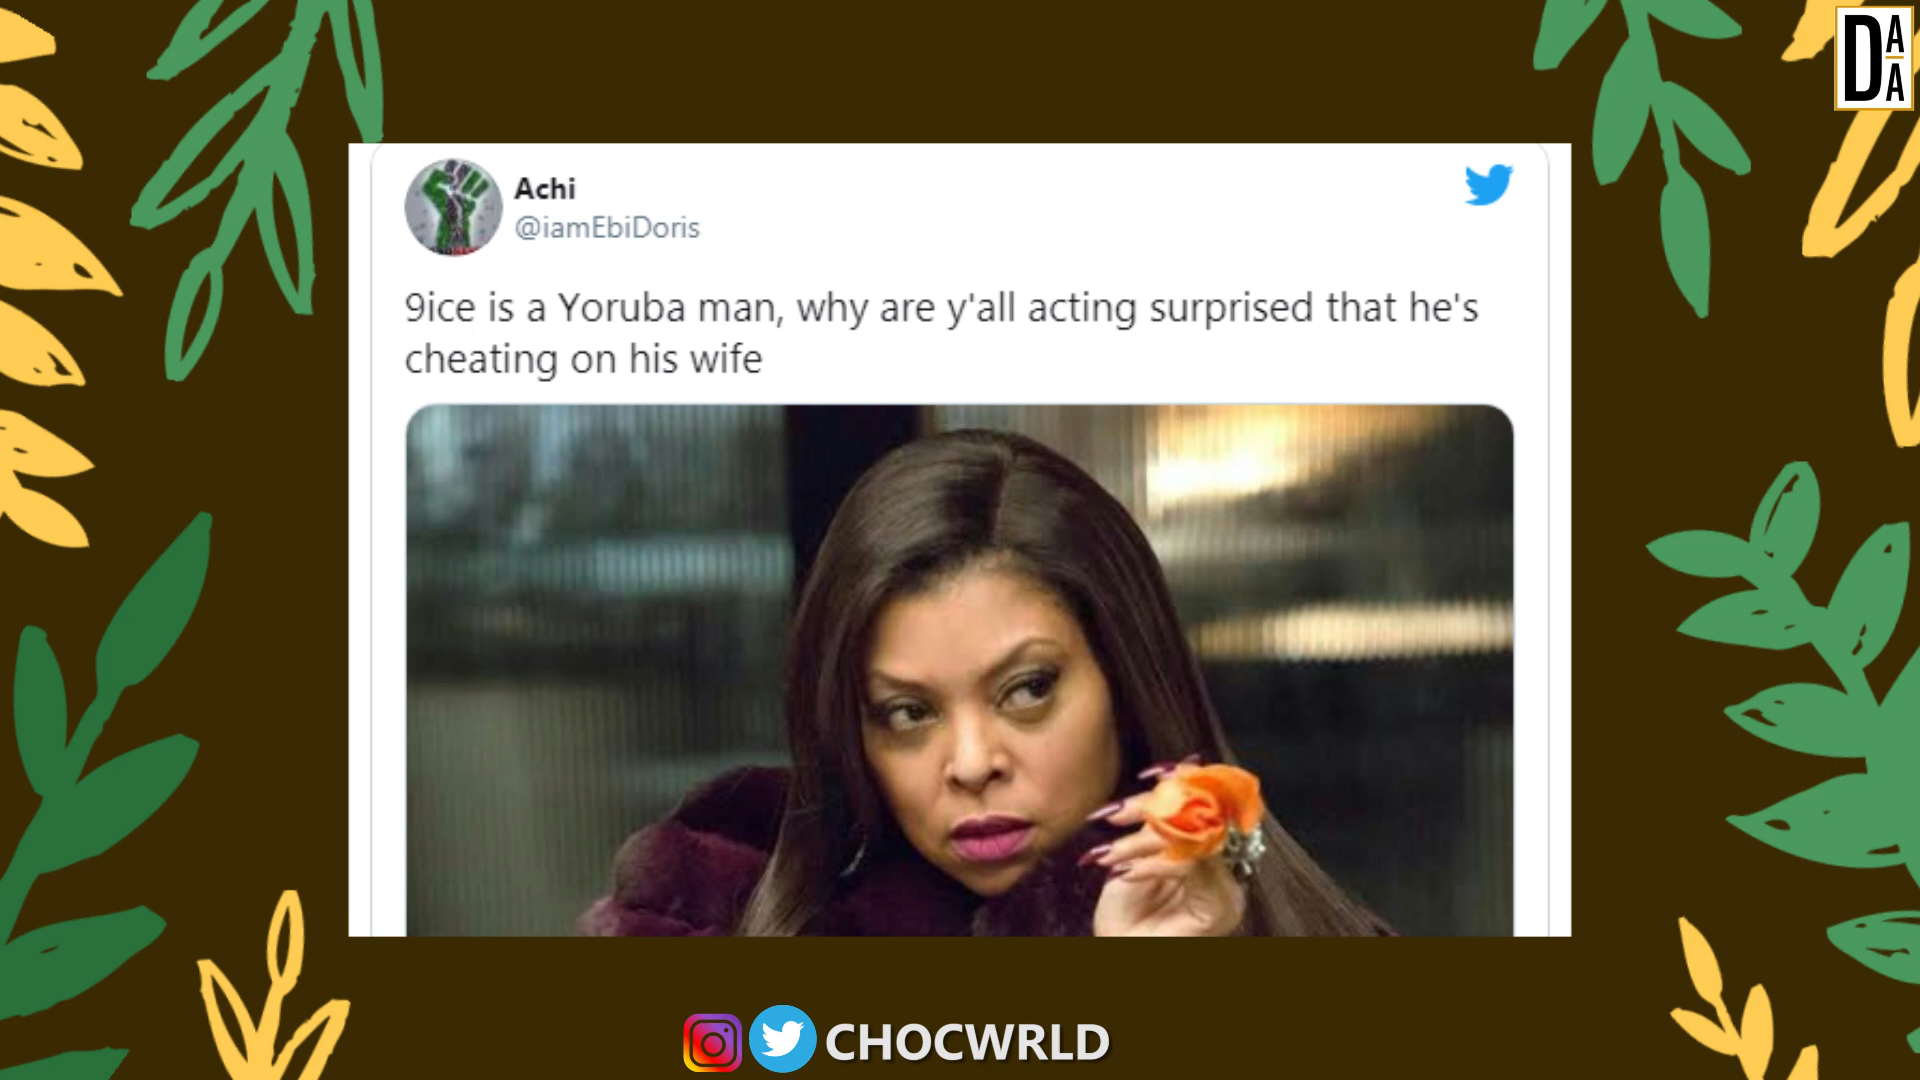 DAA
Achi
@iamEbiDoris
9ice is a Yoruba man, why are y'all acting surprised that he's
cheating on his wife
CHOCWRLD